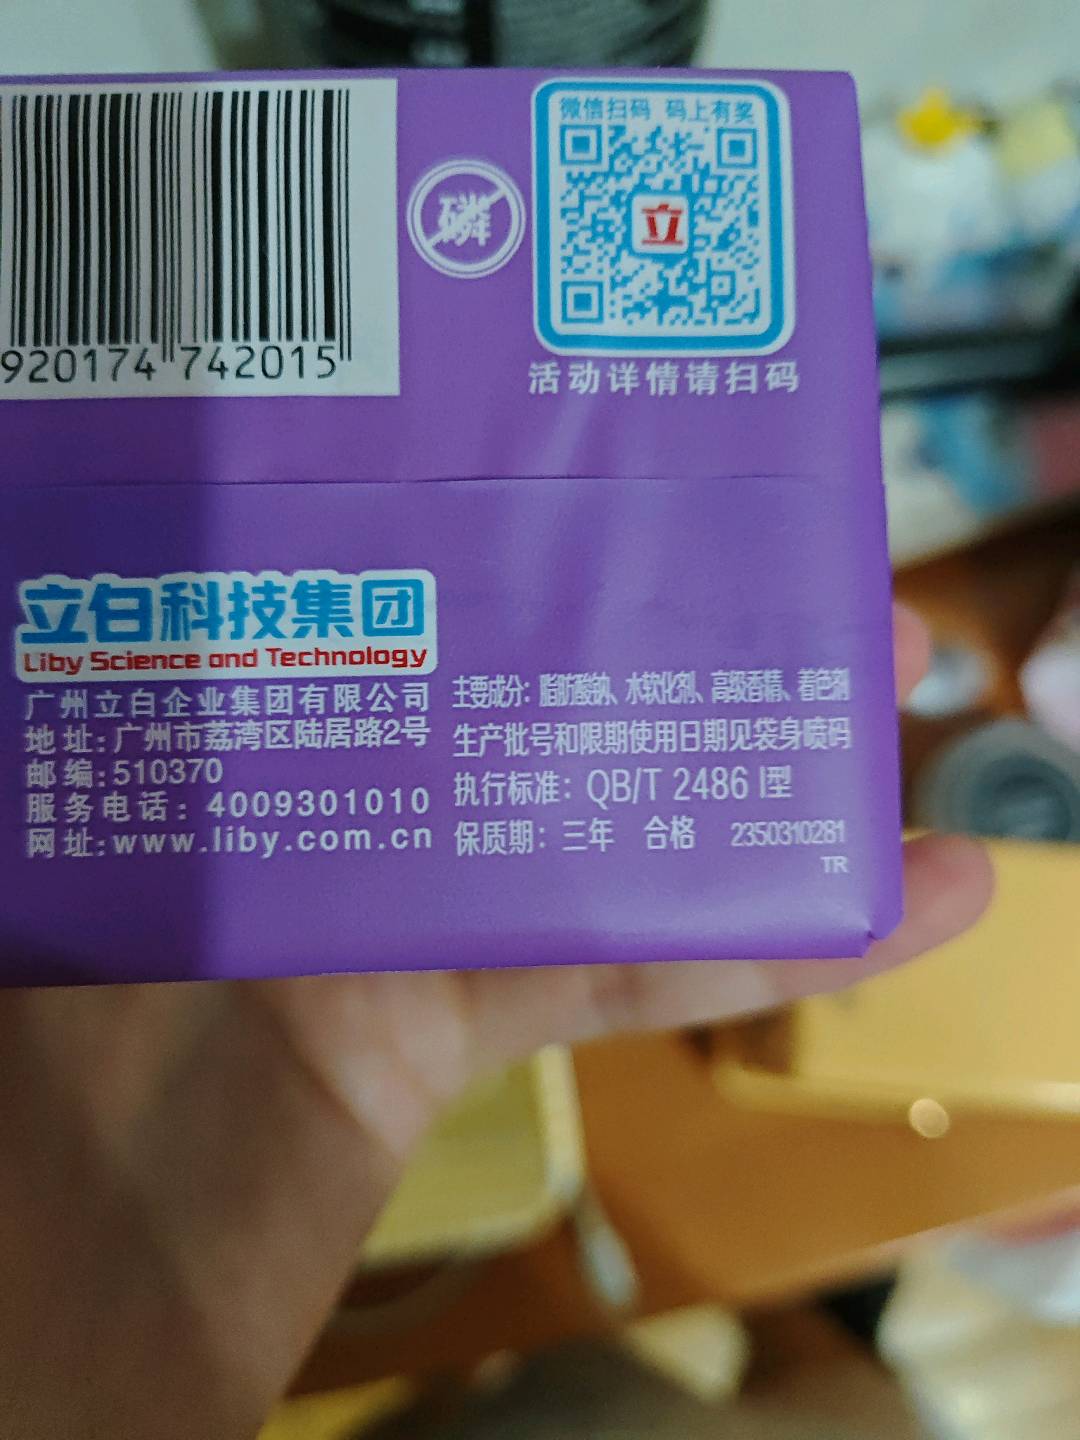 微信扫码 码上有奖
磷
立
920174 742015
活动详情请扫码
立白科技集团
Liby Science and Technology
广州立白企业集团有限公司
地址:广州市荔湾区陆居路2号
邮编:510370
服务电话: 4009301010
网址:www.liby.com.cn
主要成分: 脂肪酸钠、水软化剂、高级香精、着色剂
生产批号和限期使用日期见袋身喷码
执行标准: QB/T 2486 I型
保质期: 三年 合格 2350310281
TR